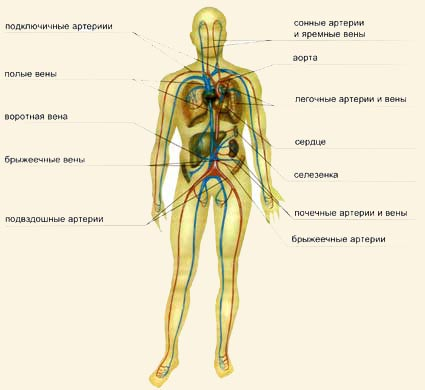 подключичные артериии
полые вены
воротная вена
брыжеечные вены
подвздошные артерии
сонные артерии
и яремные вены
аорта
легочные артерии и вены
сердце
селезенка
почечные артерии и вены
брыжеечные артерии